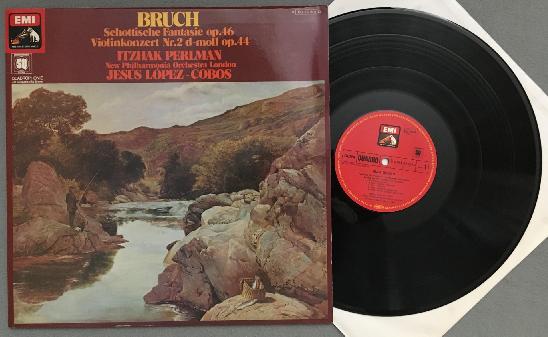 EMI
BRUCH
Schottische Fantasie op.46
Violinkonzert Nr.2 d-moll op.44
ITZHAK PERLMAN
New Philharmonia Orchestra London
JESUS LÓPEZ-COBOS
EMI
QUADRO